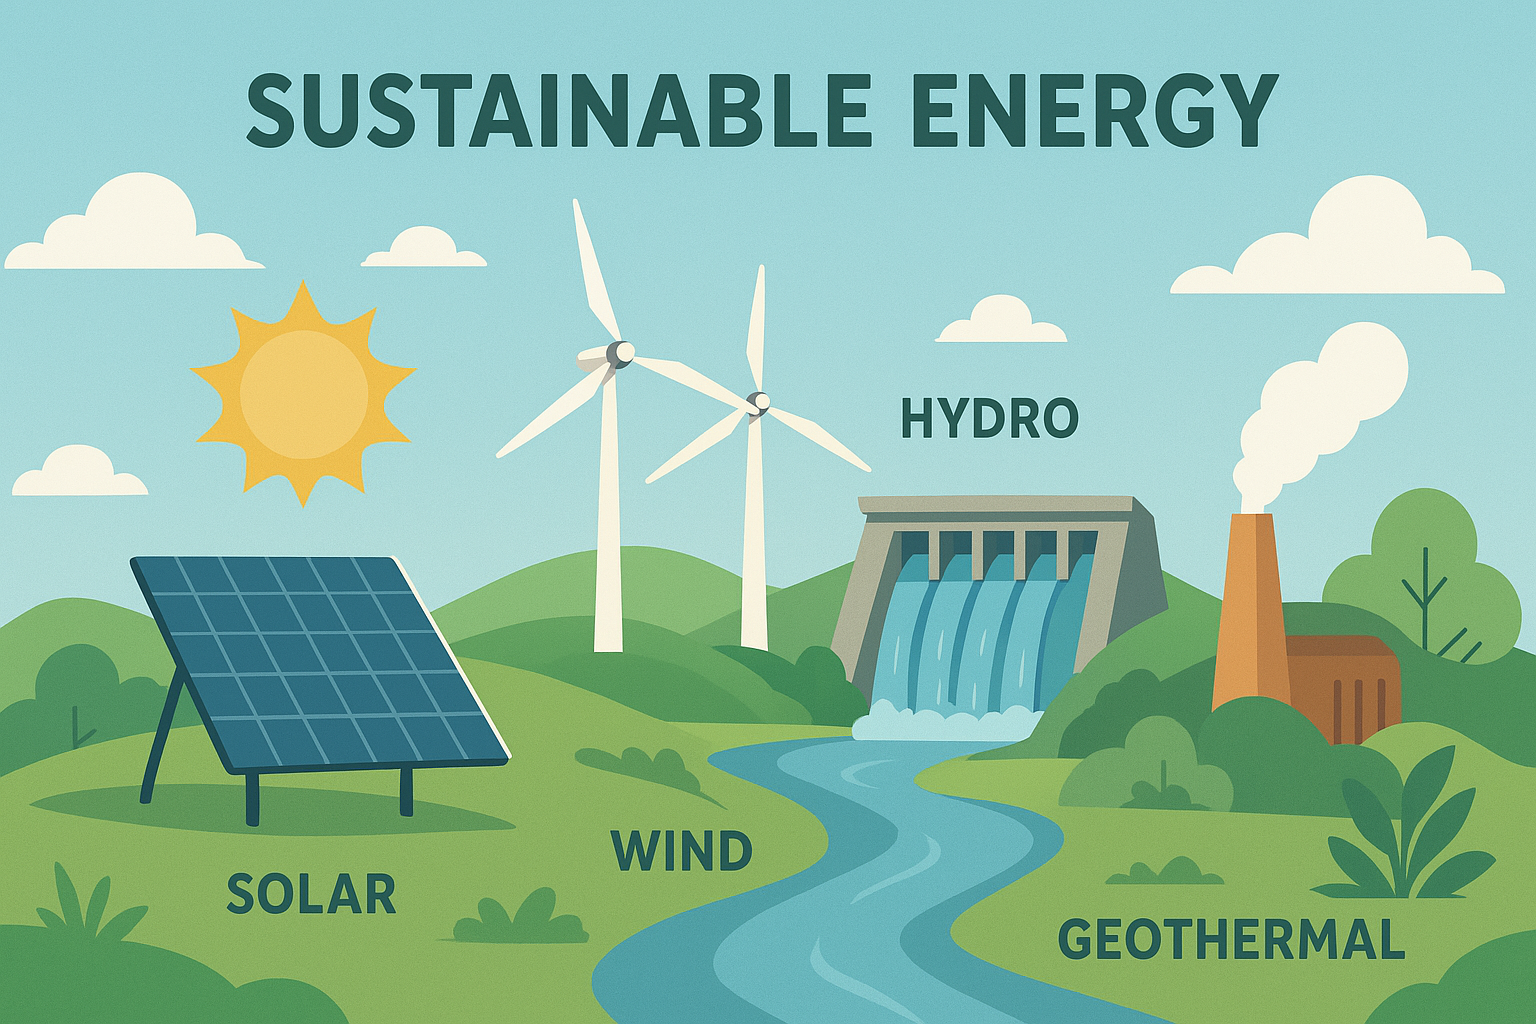 SUSTAINABLE ENERGY
HYDRO
WIND
SOLAR
GEOTHERMAL